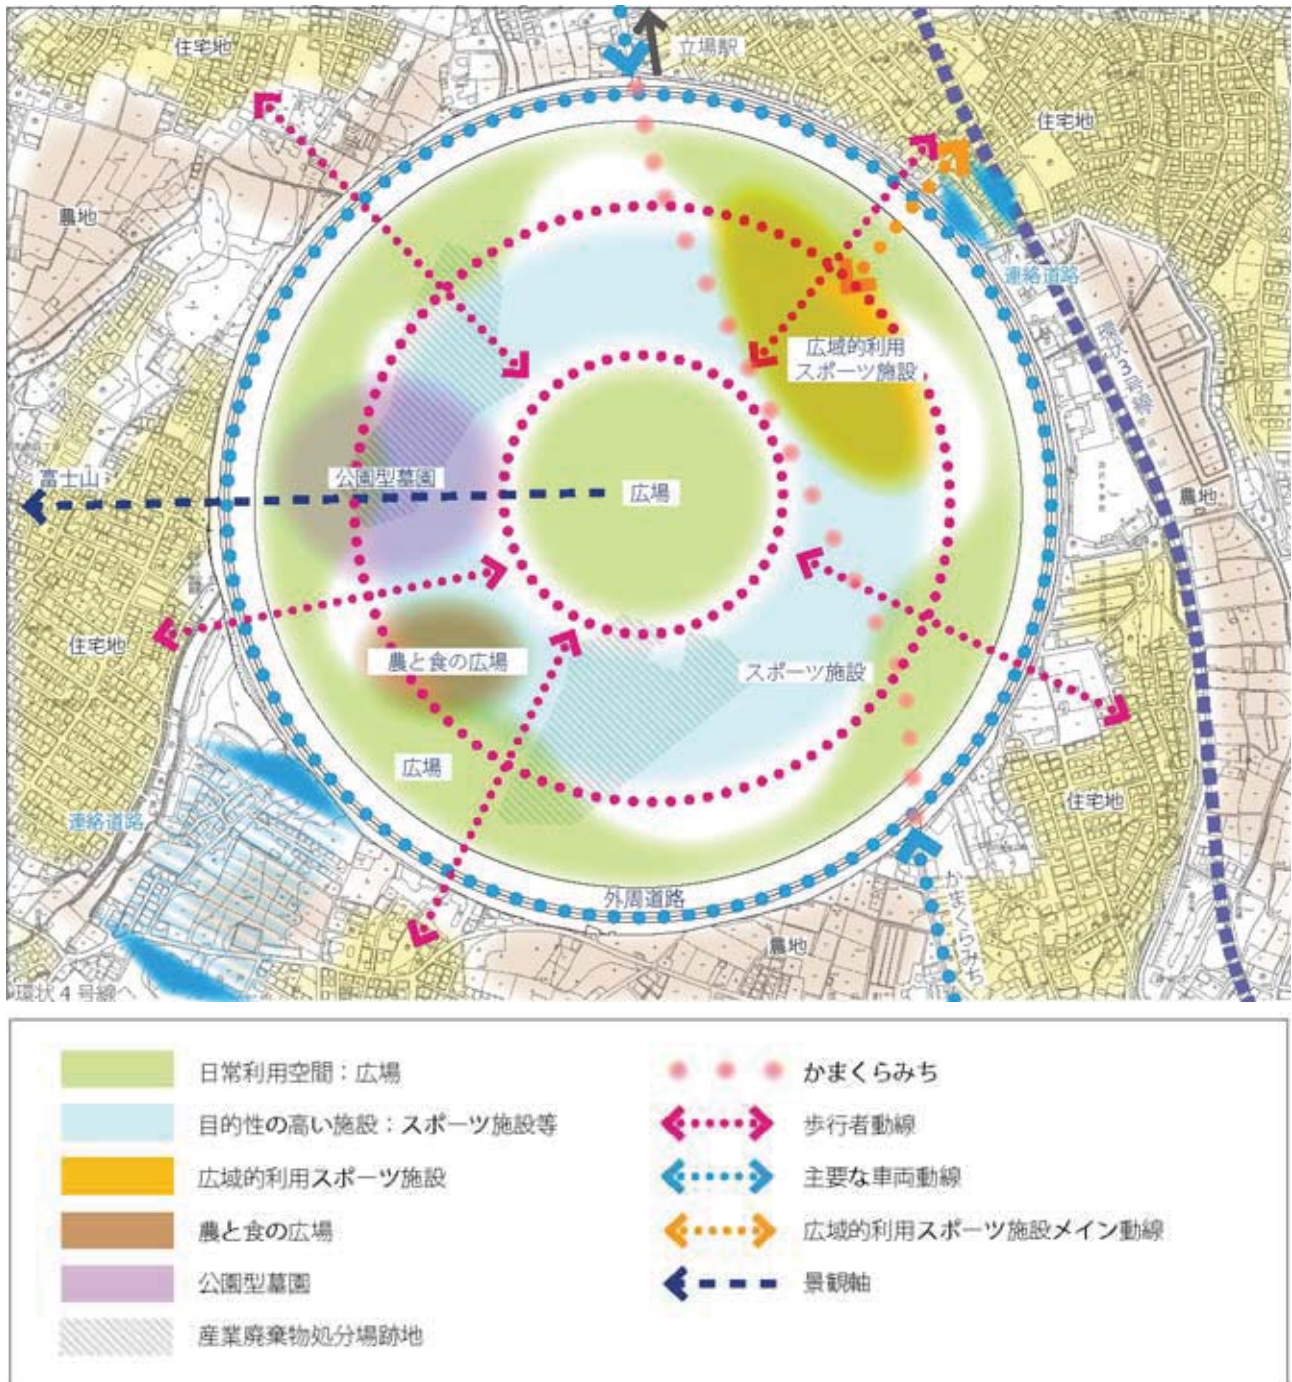 住宅地
立場駅
住宅地
農地
連絡道路
環状3号線
広域的利用
スポーツ施設
富士山
公園型墓園
広場
農地
住宅地
農と食の広場
スポーツ施設
広場
住宅地
連絡道路
外周道路
かまくらみち
農地
環状4号線へ
日常利用空間：広場
目的性の高い施設：スポーツ施設等
広域的利用スポーツ施設
農と食の広場
公園型墓園
産業廃棄物処分場跡地
かまくらみち
歩行者動線
主要な車両動線
広域的利用スポーツ施設メイン動線
景観軸